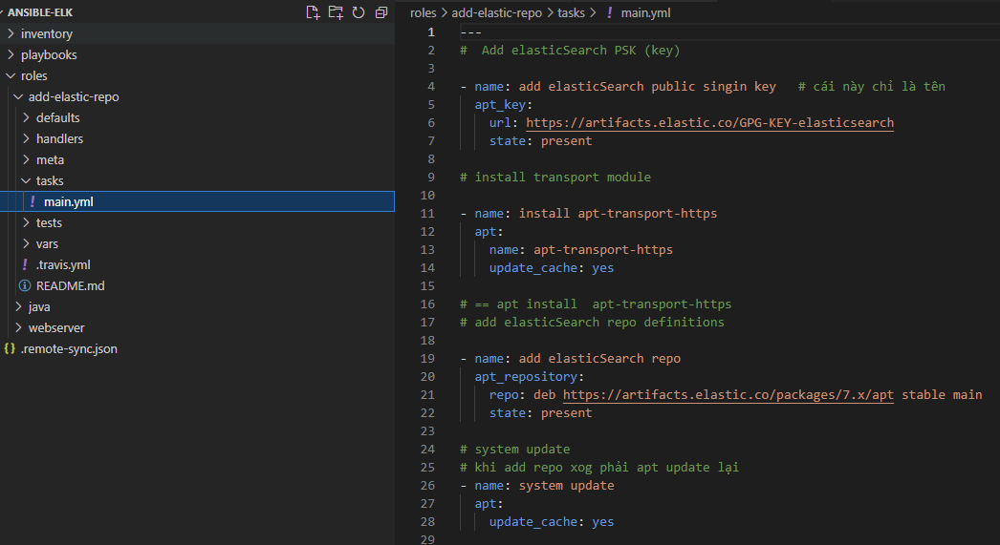 ANSIBLE-ELK
inventory
playbooks
roles
add-elastic-repo
defaults
handlers
meta
tasks
main.yml
tests
vars
.travis.yml
README.md
java
webserver
.remote-sync.json
roles > add-elastic-repo > tasks > ! main.yml
1 ---
2 #  Add elasticSearch PSK (key)
3
4 - name: add elasticSearch public singin key   # cái này chỉ là tên
5   apt_key:
6     url: https://artifacts.elastic.co/GPG-KEY-elasticsearch
7     state: present
8
9 # install transport module
10
11 - name: install apt-transport-https
12   apt:
13     name: apt-transport-https
14     update_cache: yes
15
16 # == apt install  apt-transport-https
17 # add elasticSearch repo definitions
18
19 - name: add elasticSearch repo
20   apt_repository:
21     repo: deb https://artifacts.elastic.co/packages/7.x/apt stable main
22     state: present
23
24 # system update
25 # khi add repo xog phải apt update lại
26 - name: system update
27   apt:
28     update_cache: yes
29